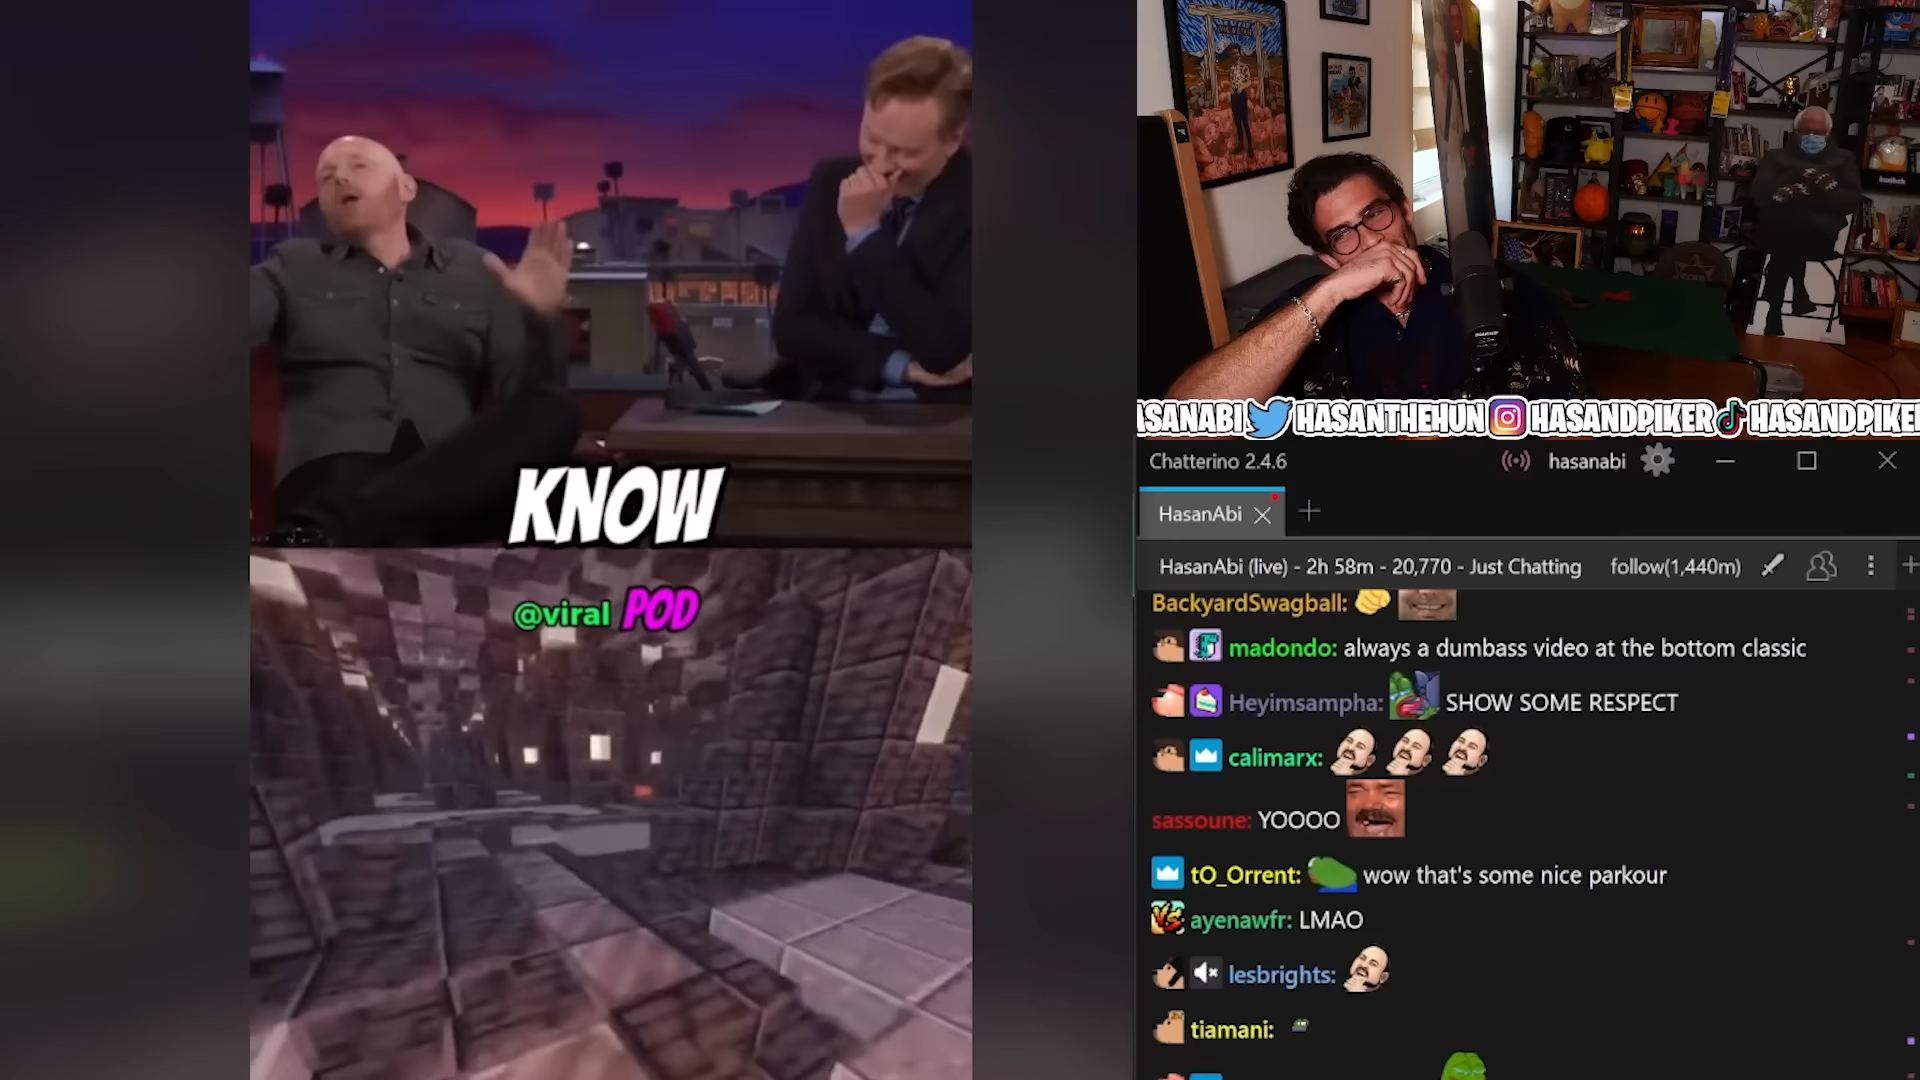 KNOW
@viral POD
ASANABI HASANTHEHUN HASANDPIKER HASANDPIKER
Chatterino 2.4.6
hasanabi
HasanAbi
HasanAbi (live) - 2h 58m - 20,770 - Just Chatting
follow(1,440m)
BackyardSwagball:
madondo: always a dumbass video at the bottom classic
Heyimsampha: SHOW SOME RESPECT
calimarx:
sassoune: YOOOO
tO_Orrent: wow that's some nice parkour
ayenawfr: LMAO
lesbrights:
tiamani: